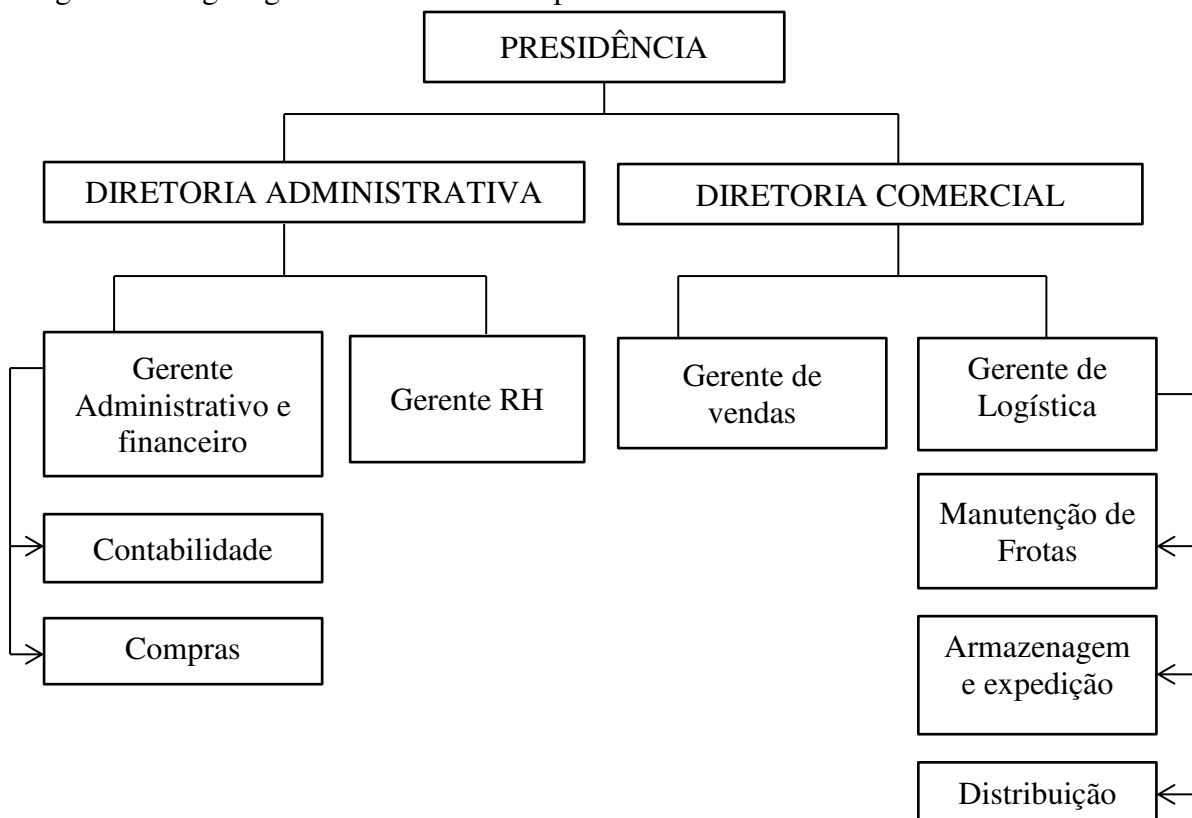 PRESIDÊNCIA
DIRETORIA ADMINISTRATIVA
DIRETORIA COMERCIAL
Gerente
Administrativo e
financeiro
Gerente RH
Gerente de
vendas
Gerente de
Logística
Contabilidade
Compras
Manutenção de
Frotas
Armazenagem
e expedição
Distribuição